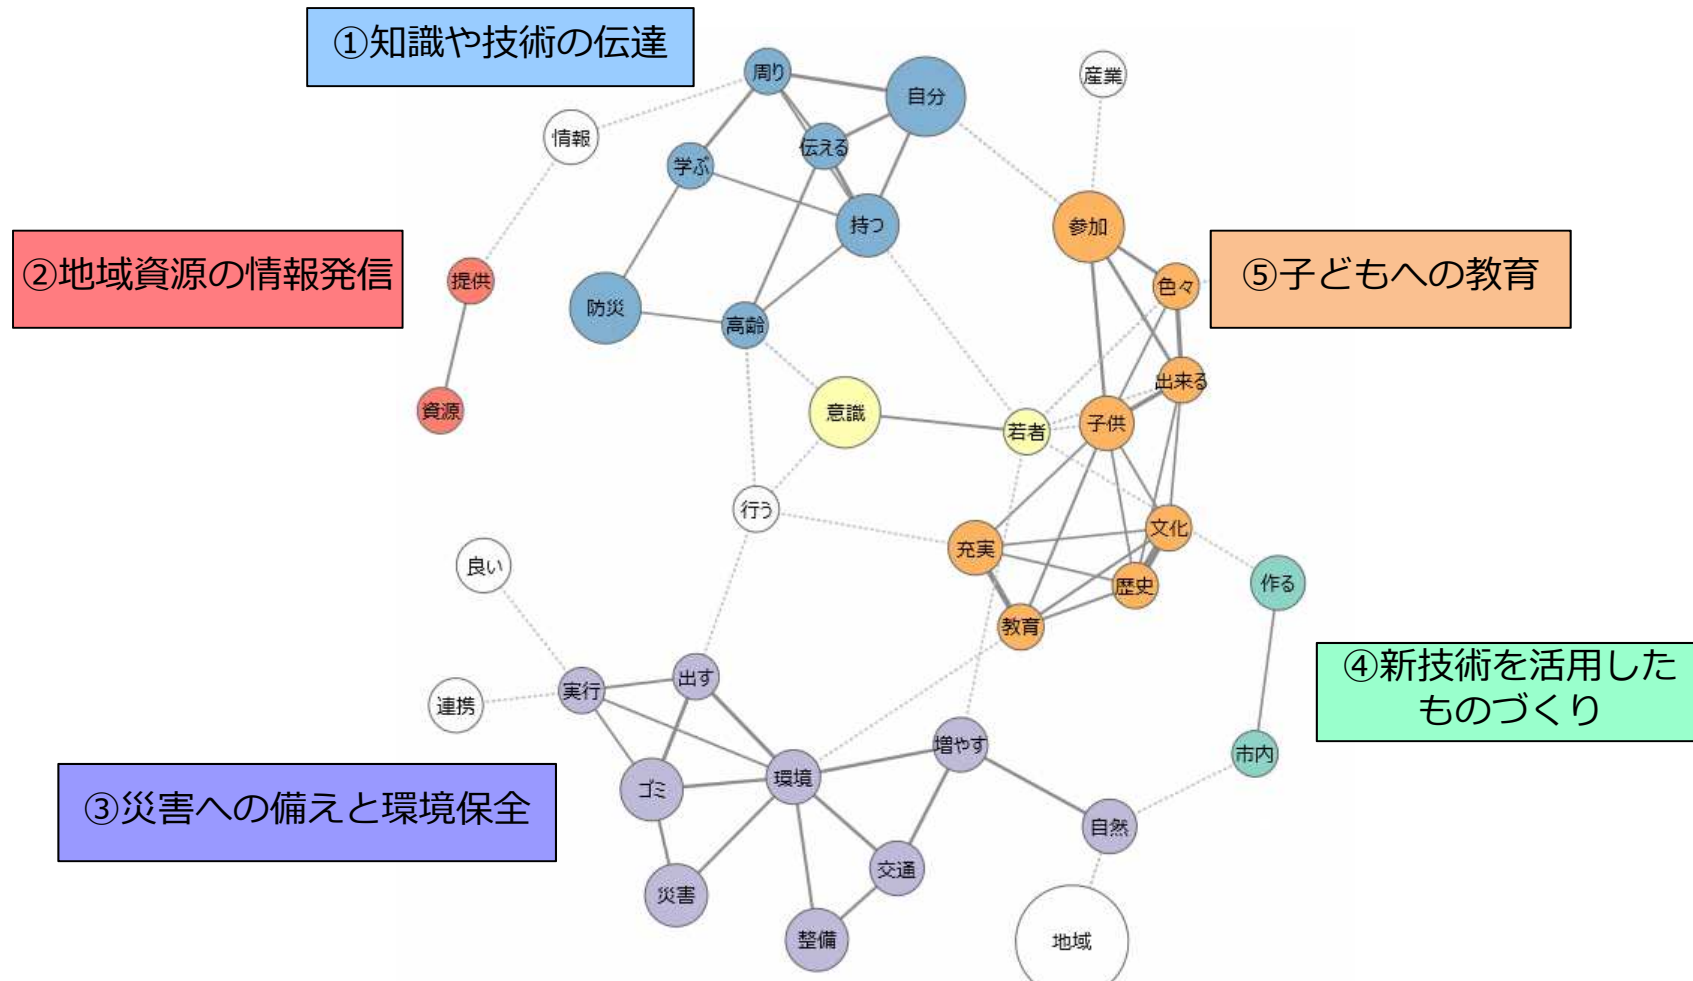 ①知識や技術の伝達
周り
自分
産業
情報
伝える
学ぶ
持つ
参加
②地域資源の情報発信
提供
⑤子どもへの教育
色々
防災
高齢
出来る
資源
意識
若者
子供
行う
文化
充実
良い
歴史
作る
教育
④新技術を活用した
ものづくり
出す
実行
連携
増やす
市内
③災害への備えと環境保全
ゴミ
環境
自然
交通
災害
整備
地域